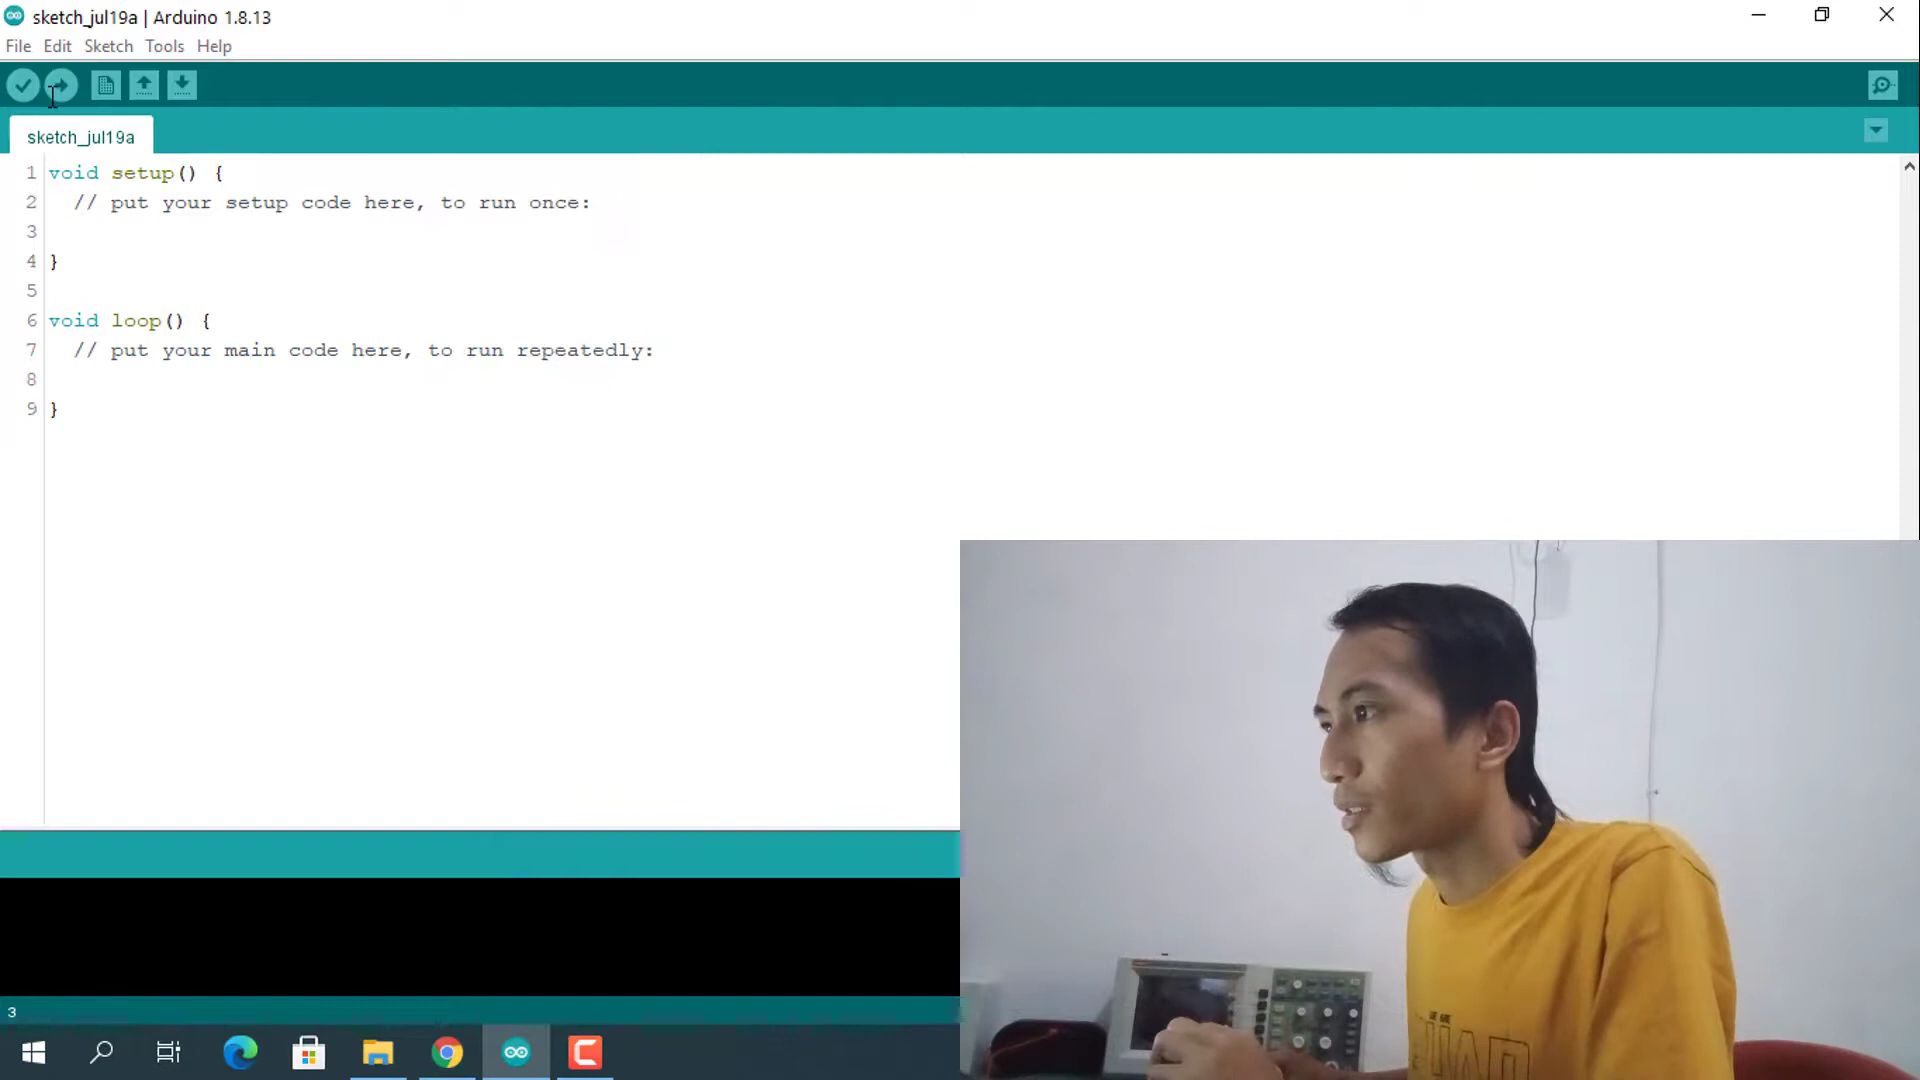 sketch_jul19a | Arduino 1.8.13
File Edit Sketch Tools Help
sketch_jul19a
1 void setup() {
2 // put your setup code here, to run once:
3
4 }
5
6 void loop() {
7 // put your main code here, to run repeatedly:
8
9 }
3